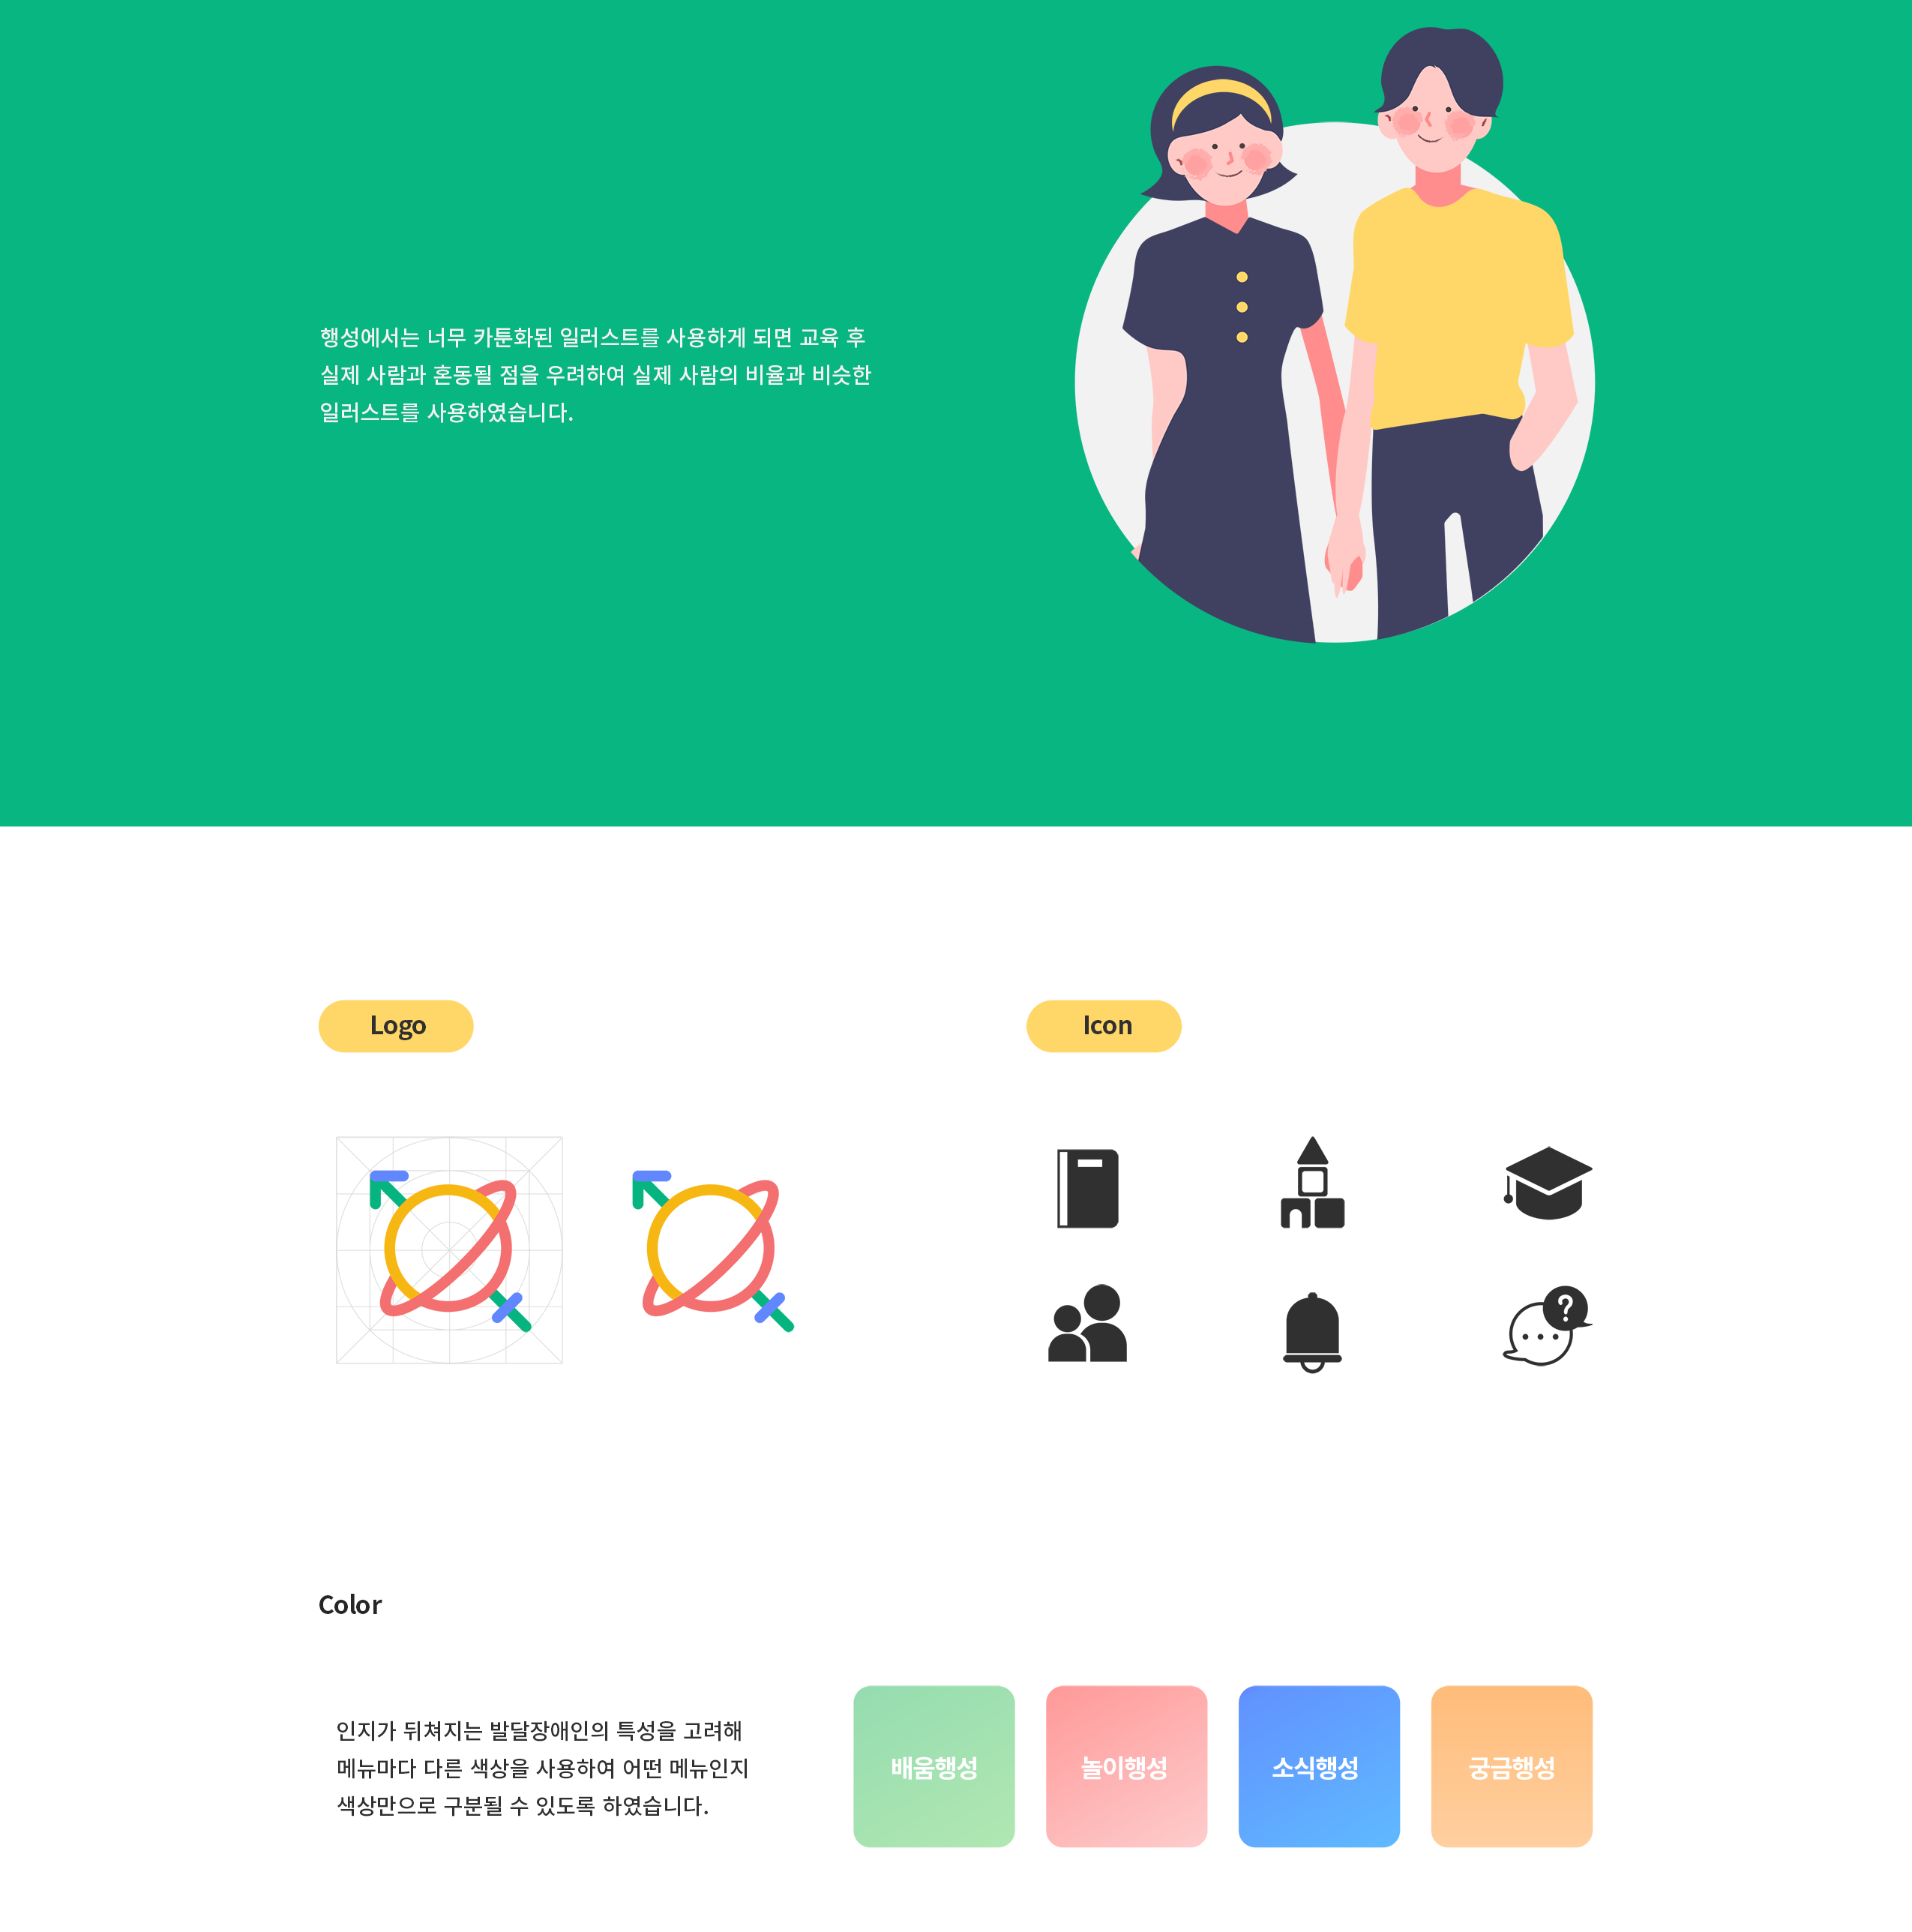 행성에서는 너무 카툰화된 일러스트를 사용하게 되면 교육 후
실제 사람과 혼동될 점을 우려하여 실제 사람의 비율과 비슷한
일러스트를 사용하였습니다.
Logo
Icon
?
Color
인지가 뒤쳐지는 발달장애인의 특성을 고려해
메뉴마다 다른 색상을 사용하여 어떤 메뉴인지
색상만으로 구분될 수 있도록 하였습니다.
배움행성
놀이행성
소식행성
궁금행성